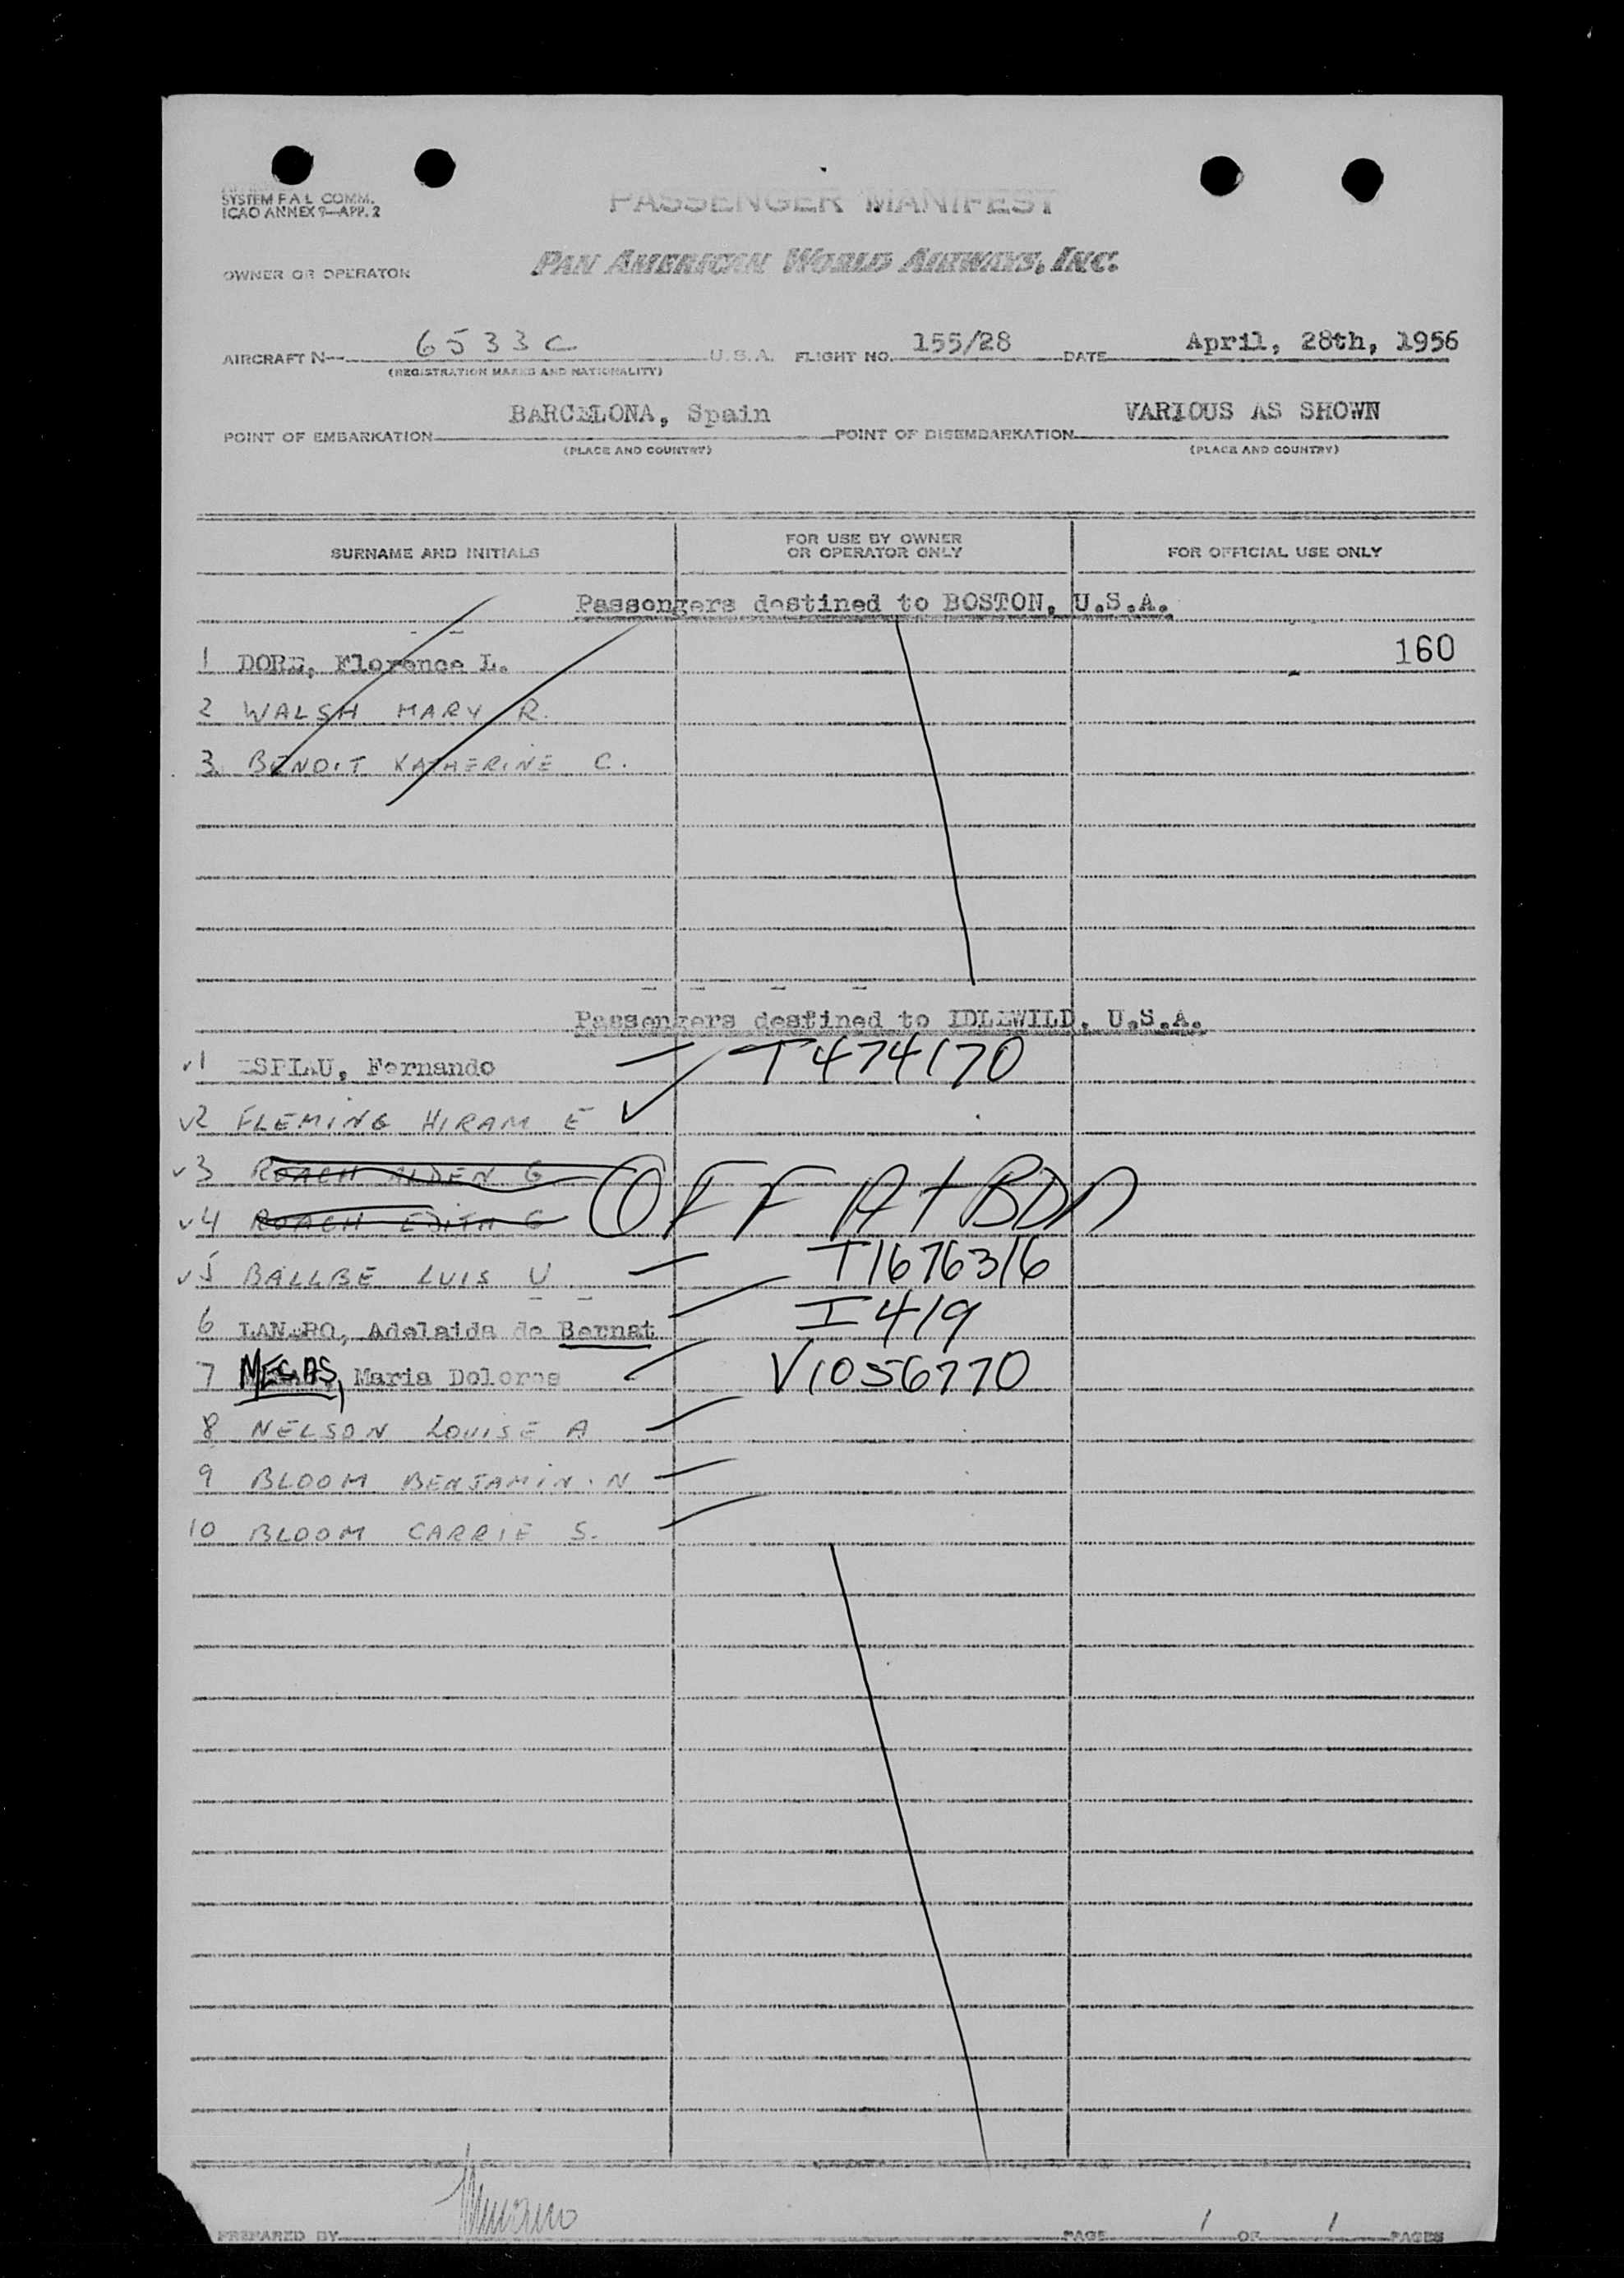 SYSTEM F A L COMM.
ICAO ANNEX 9—APP. 2
PASSENGER MANIFEST
OWNER OR OPERATOR
PAN AMERICAN WORLD AIRWAYS, INC.
AIRCRAFT N— 6533C U.S.A. FLIGHT NO. 155/28 DATE April, 28th, 1956
(REGISTRATION MARKS AND NATIONALITY)
POINT OF EMBARKATION BARCELONA, Spain POINT OF DISEMBARKATION VARIOUS AS SHOWN
(PLACE AND COUNTRY) (PLACE AND COUNTRY)
SURNAME AND INITIALS FOR USE BY OWNER OR OPERATOR ONLY FOR OFFICIAL USE ONLY
Passengers destined to BOSTON, U.S.A.
1 DORE, Florence L. 160
2 WALSH MARY R.
3. BENOIT KATHERINE C.
Passengers destined to IDLEWILD, U.S.A.
√1 ESPIAU, Fernando T474170
√2 FLEMING HIRAM E ✓
√3 ROACH ALDEN G OFF At BDA
√4 ROACH EDITH G
√5 BALLBE LUIS V T1676316
6 Adelaida de Bernat I419
7 MEGAS, Maria Dolores V1056770
8 NELSON LOUISE A
9 BLOOM BENJAMIN. N
10 BLOOM CARRIE S.
PREPARED BY PAGE 1 OF 1 PAGES